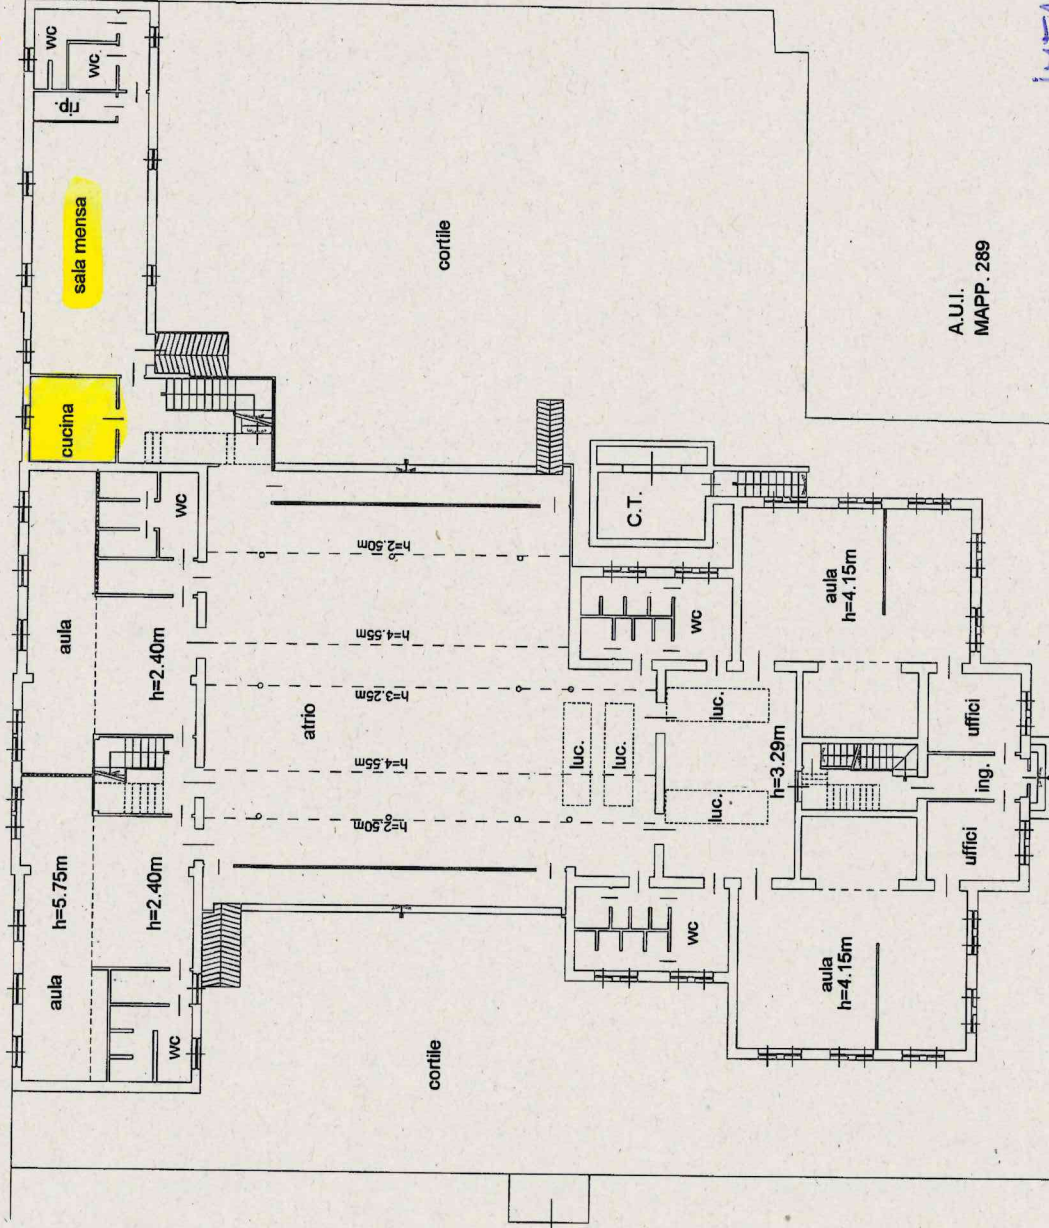 wc
wc
rip.
sala mensa
cucina
cortile
A.U.I.
MAPP. 289
aula
wc
h=2.40m
h=2.50m
h=4.55m
h=3.25m
atrio
h=4.55m
h=2.50m
C.T.
wc
aula
h=4.15m
luc.
luc.
luc.
luc.
h=3.29m
uffici
ing.
uffici
aula
h=5.75m
h=2.40m
wc
cortile
wc
aula
h=4.15m